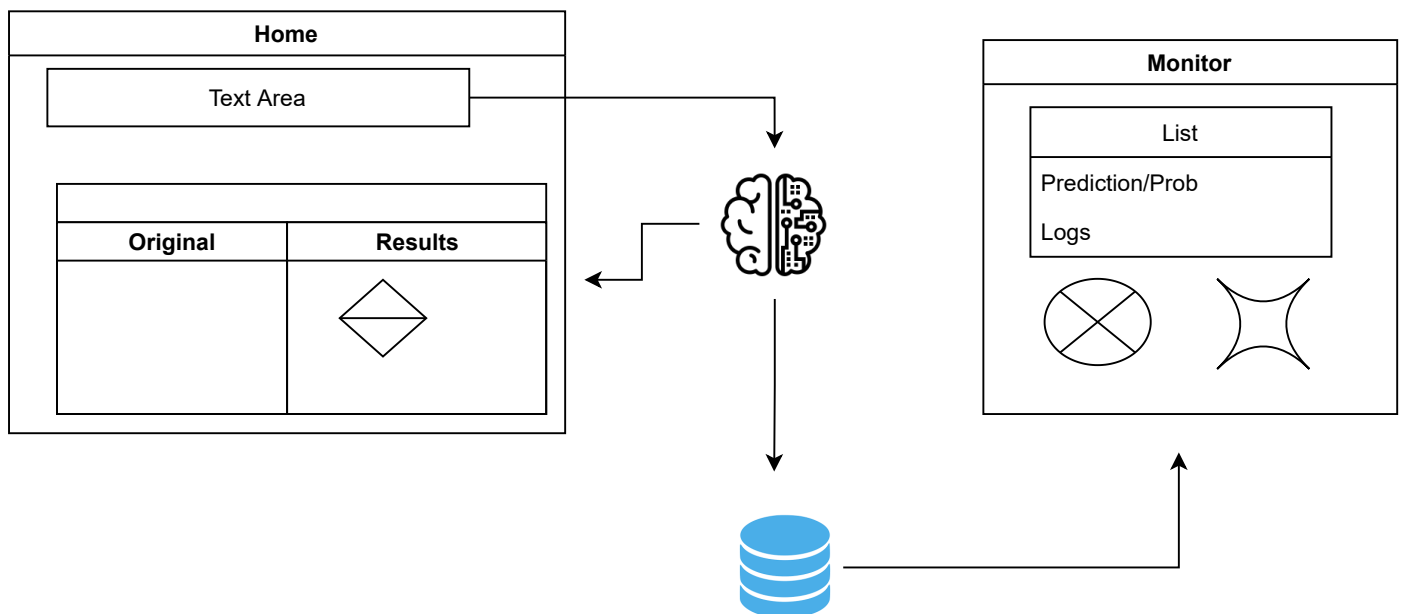 Home
Text Area
Original
Results
Monitor
List
Prediction/Prob
Logs